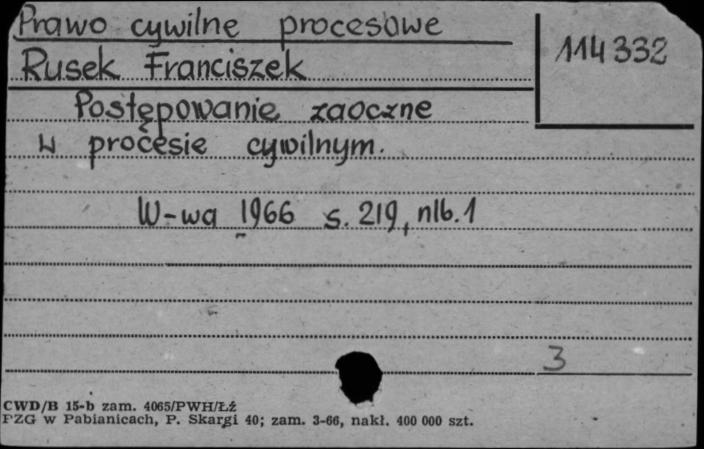 Prawo cywilne procesowe
114332
Rusek Franciszek
Postępowanie zaoczne
w procesie cywilnym.
W-wa 1966 s. 219, nlb. 1
3
CWD/B 15-b zam. 4065/PWH/Łź
PZG w Pabianicach, P. Skargi 40; zam. 3-66, nakł. 400 000 szt.